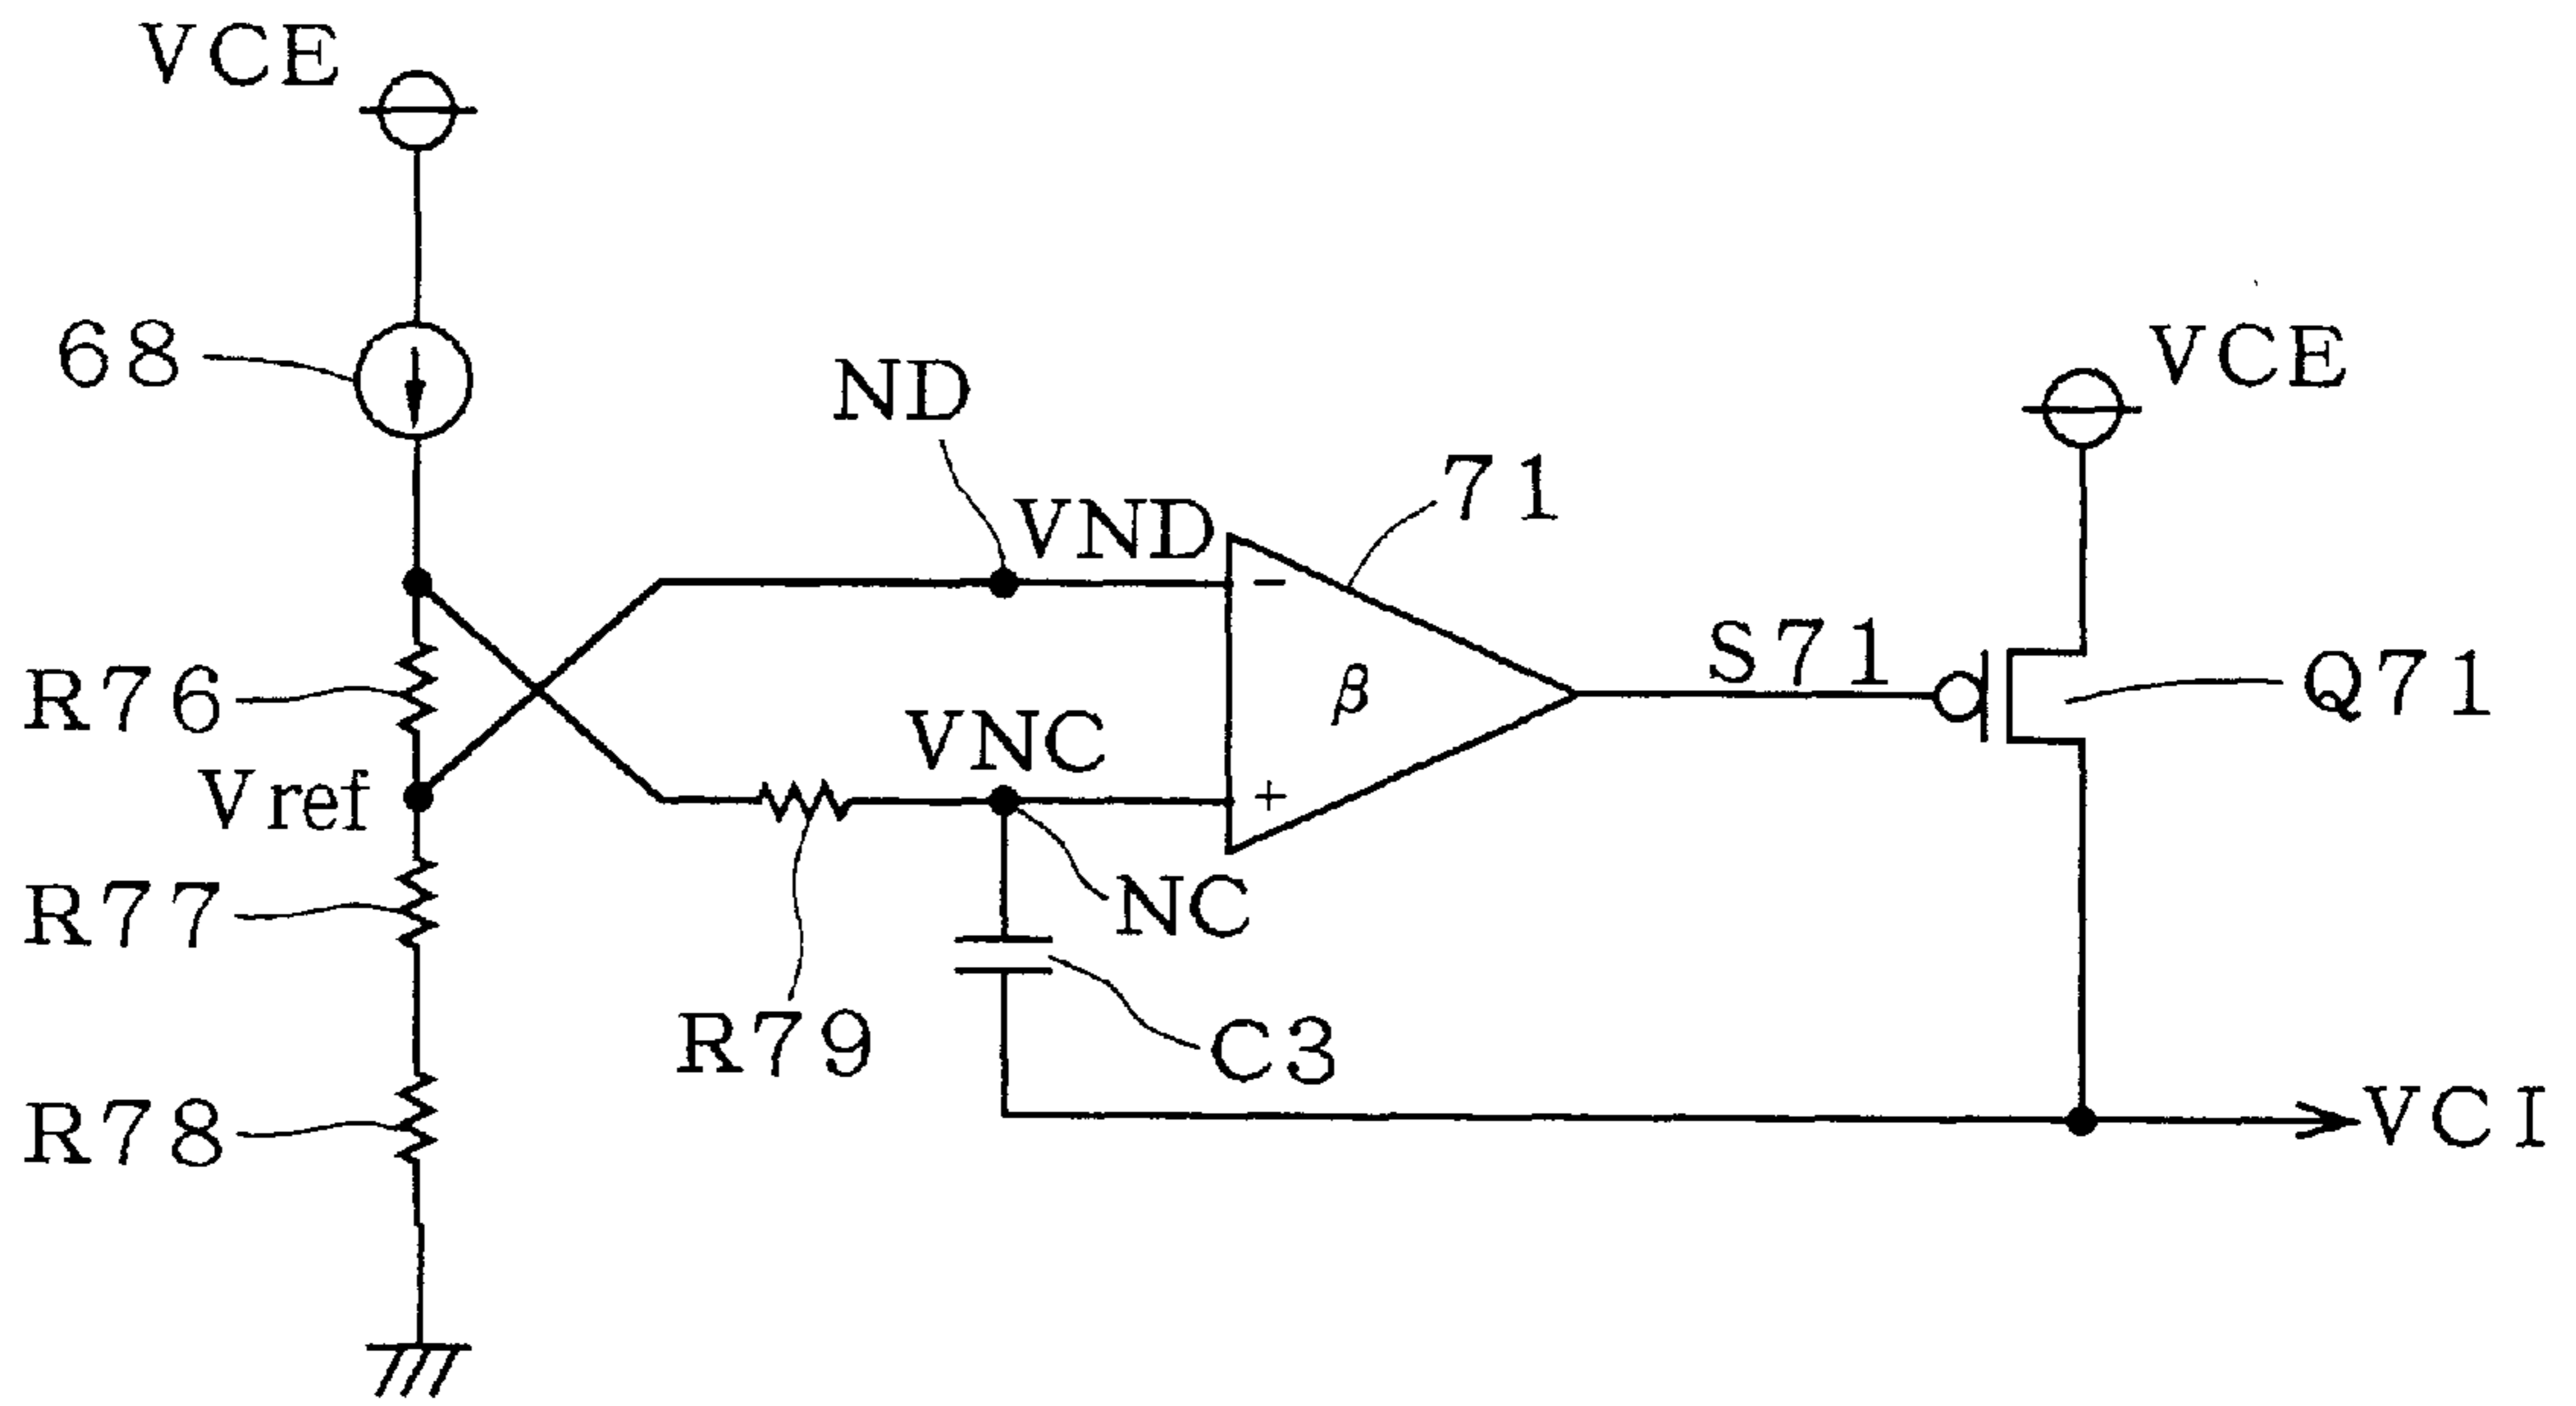 VCE
68
ND
VCE
VND
71
S71
R76
Q71
−
β
VNC
Vref
+
R77
NC
R79
C3
R78
VCI